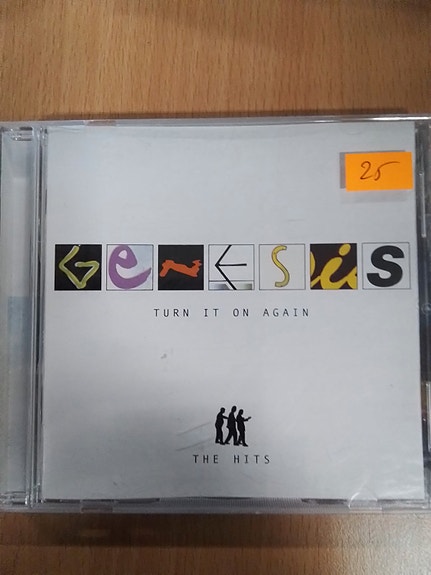 25
GeNESiS
TURN IT ON AGAIN
THE HITS